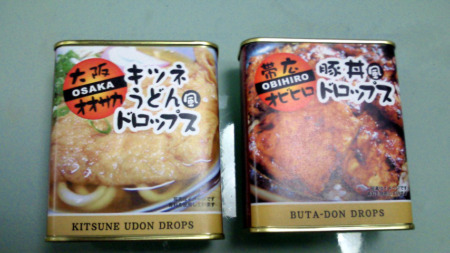 大阪
OSAKA
オオサカ
キツネ
うどん風
ドロップス
KITSUNE UDON DROPS
帯広
OBIHIRO
オビヒロ
豚丼風
ドロップス
BUTA-DON DROPS